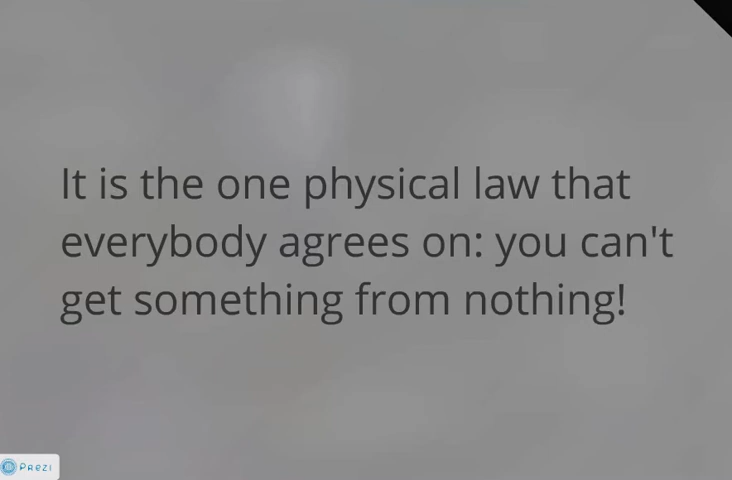 It is the one physical law that
everybody agrees on: you can't
get something from nothing!
Prezi